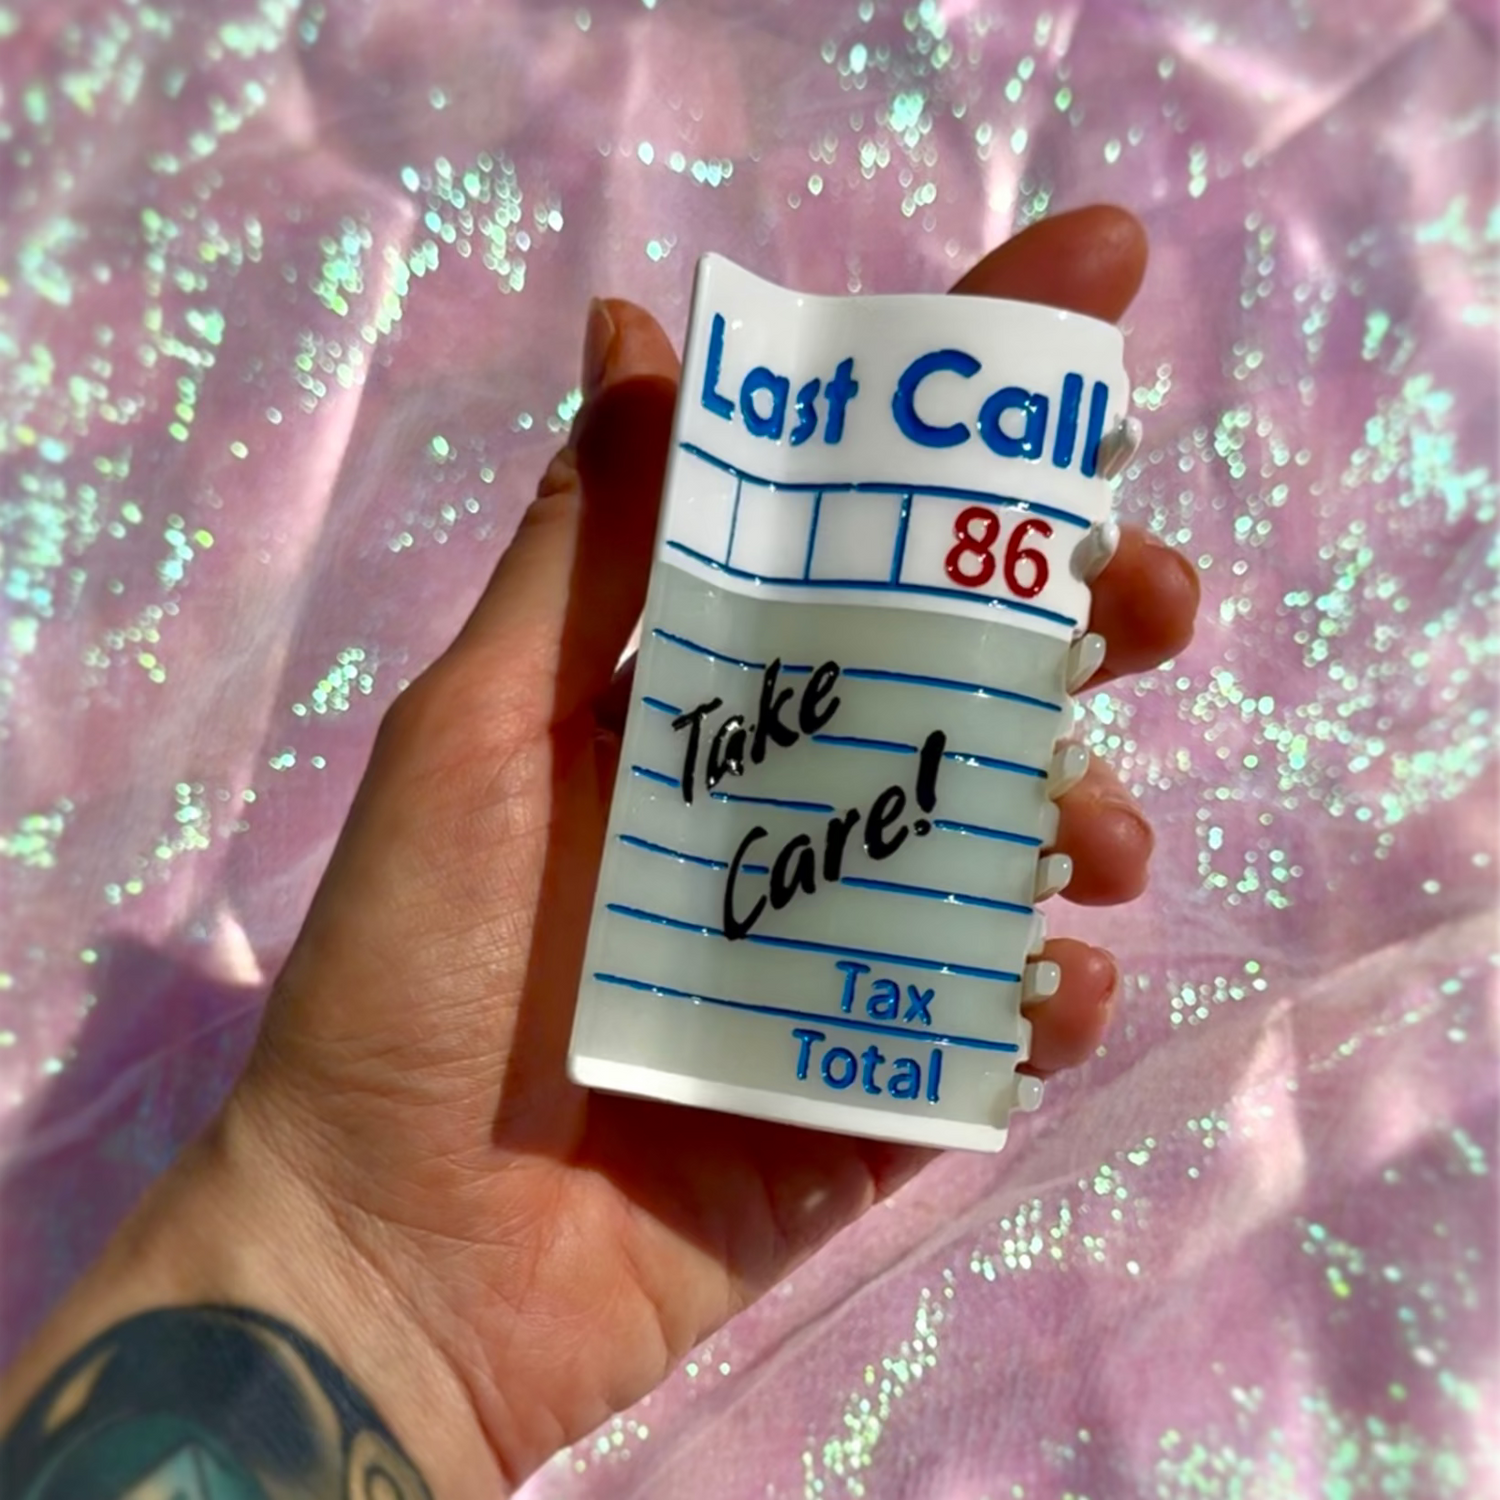 Last Call
86
Take
Care!
Tax
Total